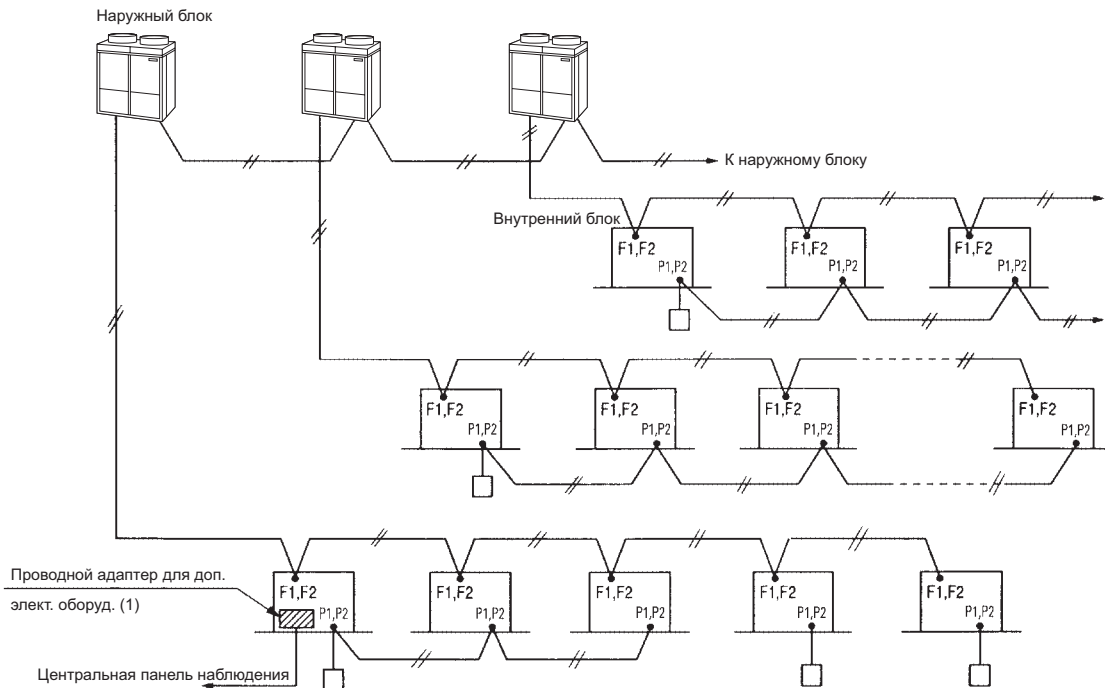 Наружный блок
К наружному блоку
Внутренний блок
F1,F2
P1,P2
F1,F2
P1,P2
F1,F2
P1,P2
F1,F2
P1,P2
F1,F2
P1,P2
F1,F2
P1,P2
F1,F2
P1,P2
Проводной адаптер для доп.
элект. оборуд. (1)
F1,F2
P1,P2
F1,F2
P1,P2
F1,F2
P1,P2
F1,F2
P1,P2
F1,F2
P1,P2
Центральная панель наблюдения